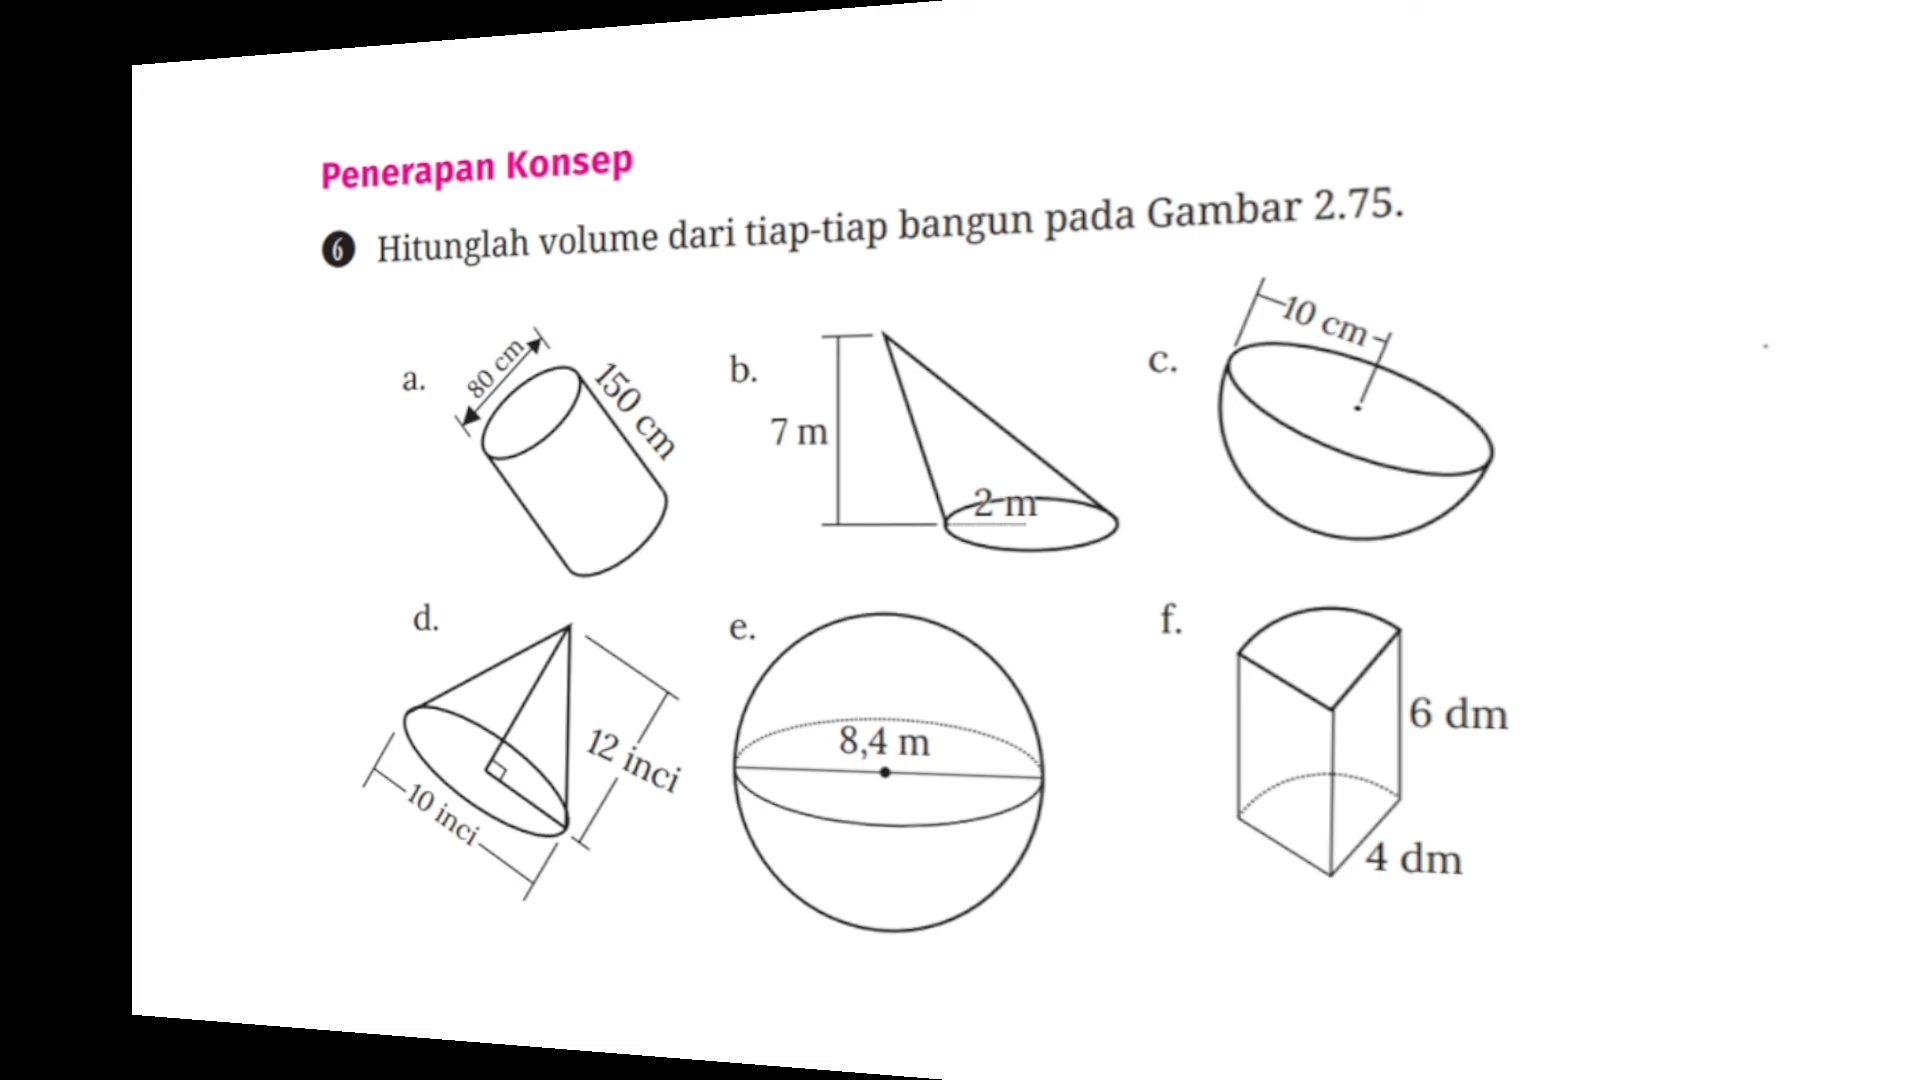 Penerapan Konsep
6 Hitunglah volume dari tiap-tiap bangun pada Gambar 2.75.
a.
80 cm
150 cm
b.
7 m
2 m
c.
10 cm
d.
12 inci
10 inci
e.
8,4 m
f.
6 dm
4 dm